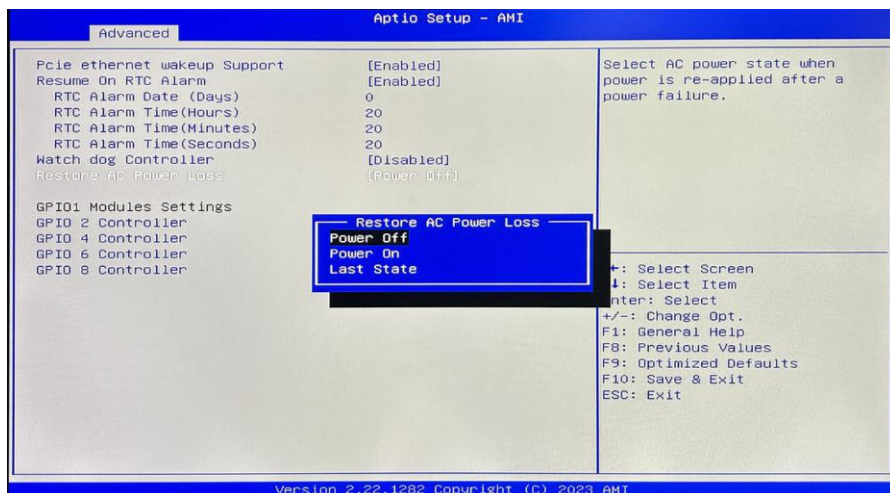 Aptio Setup – AMI
Advanced
Pcie ethernet wakeup Support [Enabled]
Resume On RTC Alarm [Enabled]
RTC Alarm Date (Days) 0
RTC Alarm Time(Hours) 20
RTC Alarm Time(Minutes) 20
RTC Alarm Time(Seconds) 20
Watch dog Controller [Disabled]
Restore AC Power Loss [Power Off]
GPIO1 Modules Settings
GPIO 2 Controller
GPIO 4 Controller
GPIO 6 Controller
GPIO 8 Controller
Restore AC Power Loss
Power Off
Power On
Last State
Select AC power state when
power is re-applied after a
power failure.
: Select Screen
: Select Item
nter: Select
+/-: Change Opt.
F1: General Help
F8: Previous Values
F9: Optimized Defaults
F10: Save & Exit
ESC: Exit
Version 2.22.1282 Copyright (C) 2023 AMI